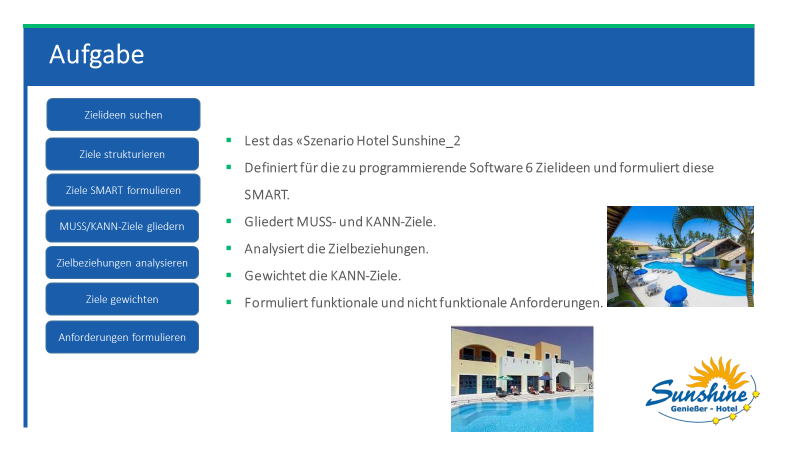 Aufgabe
Zielideen suchen
Ziele strukturieren
Ziele SMART formulieren
MUSS/KANN-Ziele gliedern
Zielbeziehungen analysieren
Ziele gewichten
Anforderungen formulieren
Lest das «Szenario Hotel Sunshine_2
Definiert für die zu programmierende Software 6 Zielideen und formuliert diese
SMART.
Gliedert MUSS- und KANN-Ziele.
Analysiert die Zielbeziehungen.
Gewichtet die KANN-Ziele.
Formuliert funktionale und nicht funktionale Anforderungen.
Sunshine
Genießer - Hotel